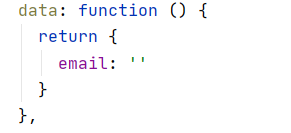 data: function () {
  return {
    email: ''
  }
},